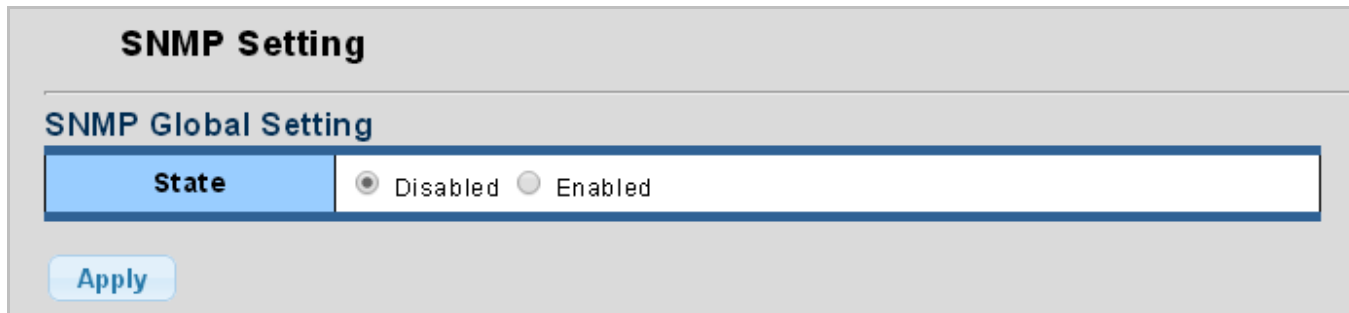 SNMP Setting
SNMP Global Setting
State Disabled Enabled
Apply